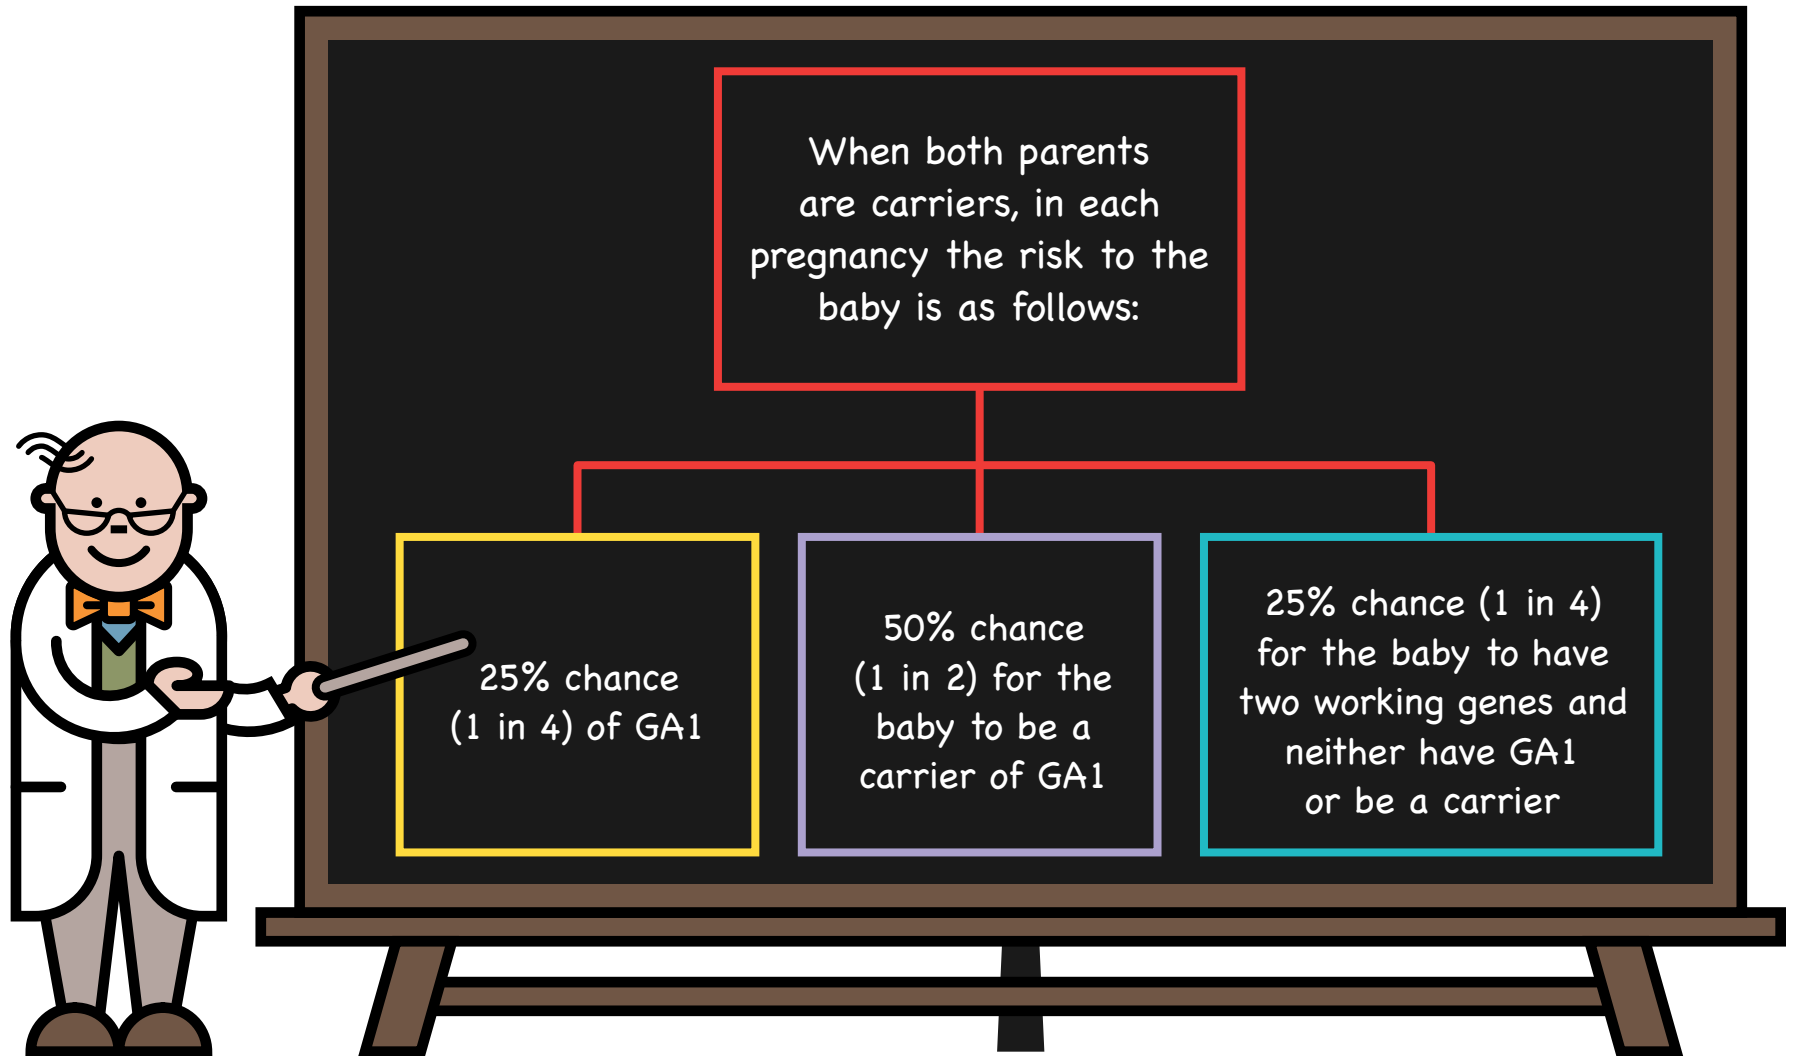 When both parents
are carriers, in each
pregnancy the risk to the
baby is as follows:
25% chance
(1 in 4) of GA1
50% chance
(1 in 2) for the
baby to be a
carrier of GA1
25% chance (1 in 4)
for the baby to have
two working genes and
neither have GA1
or be a carrier